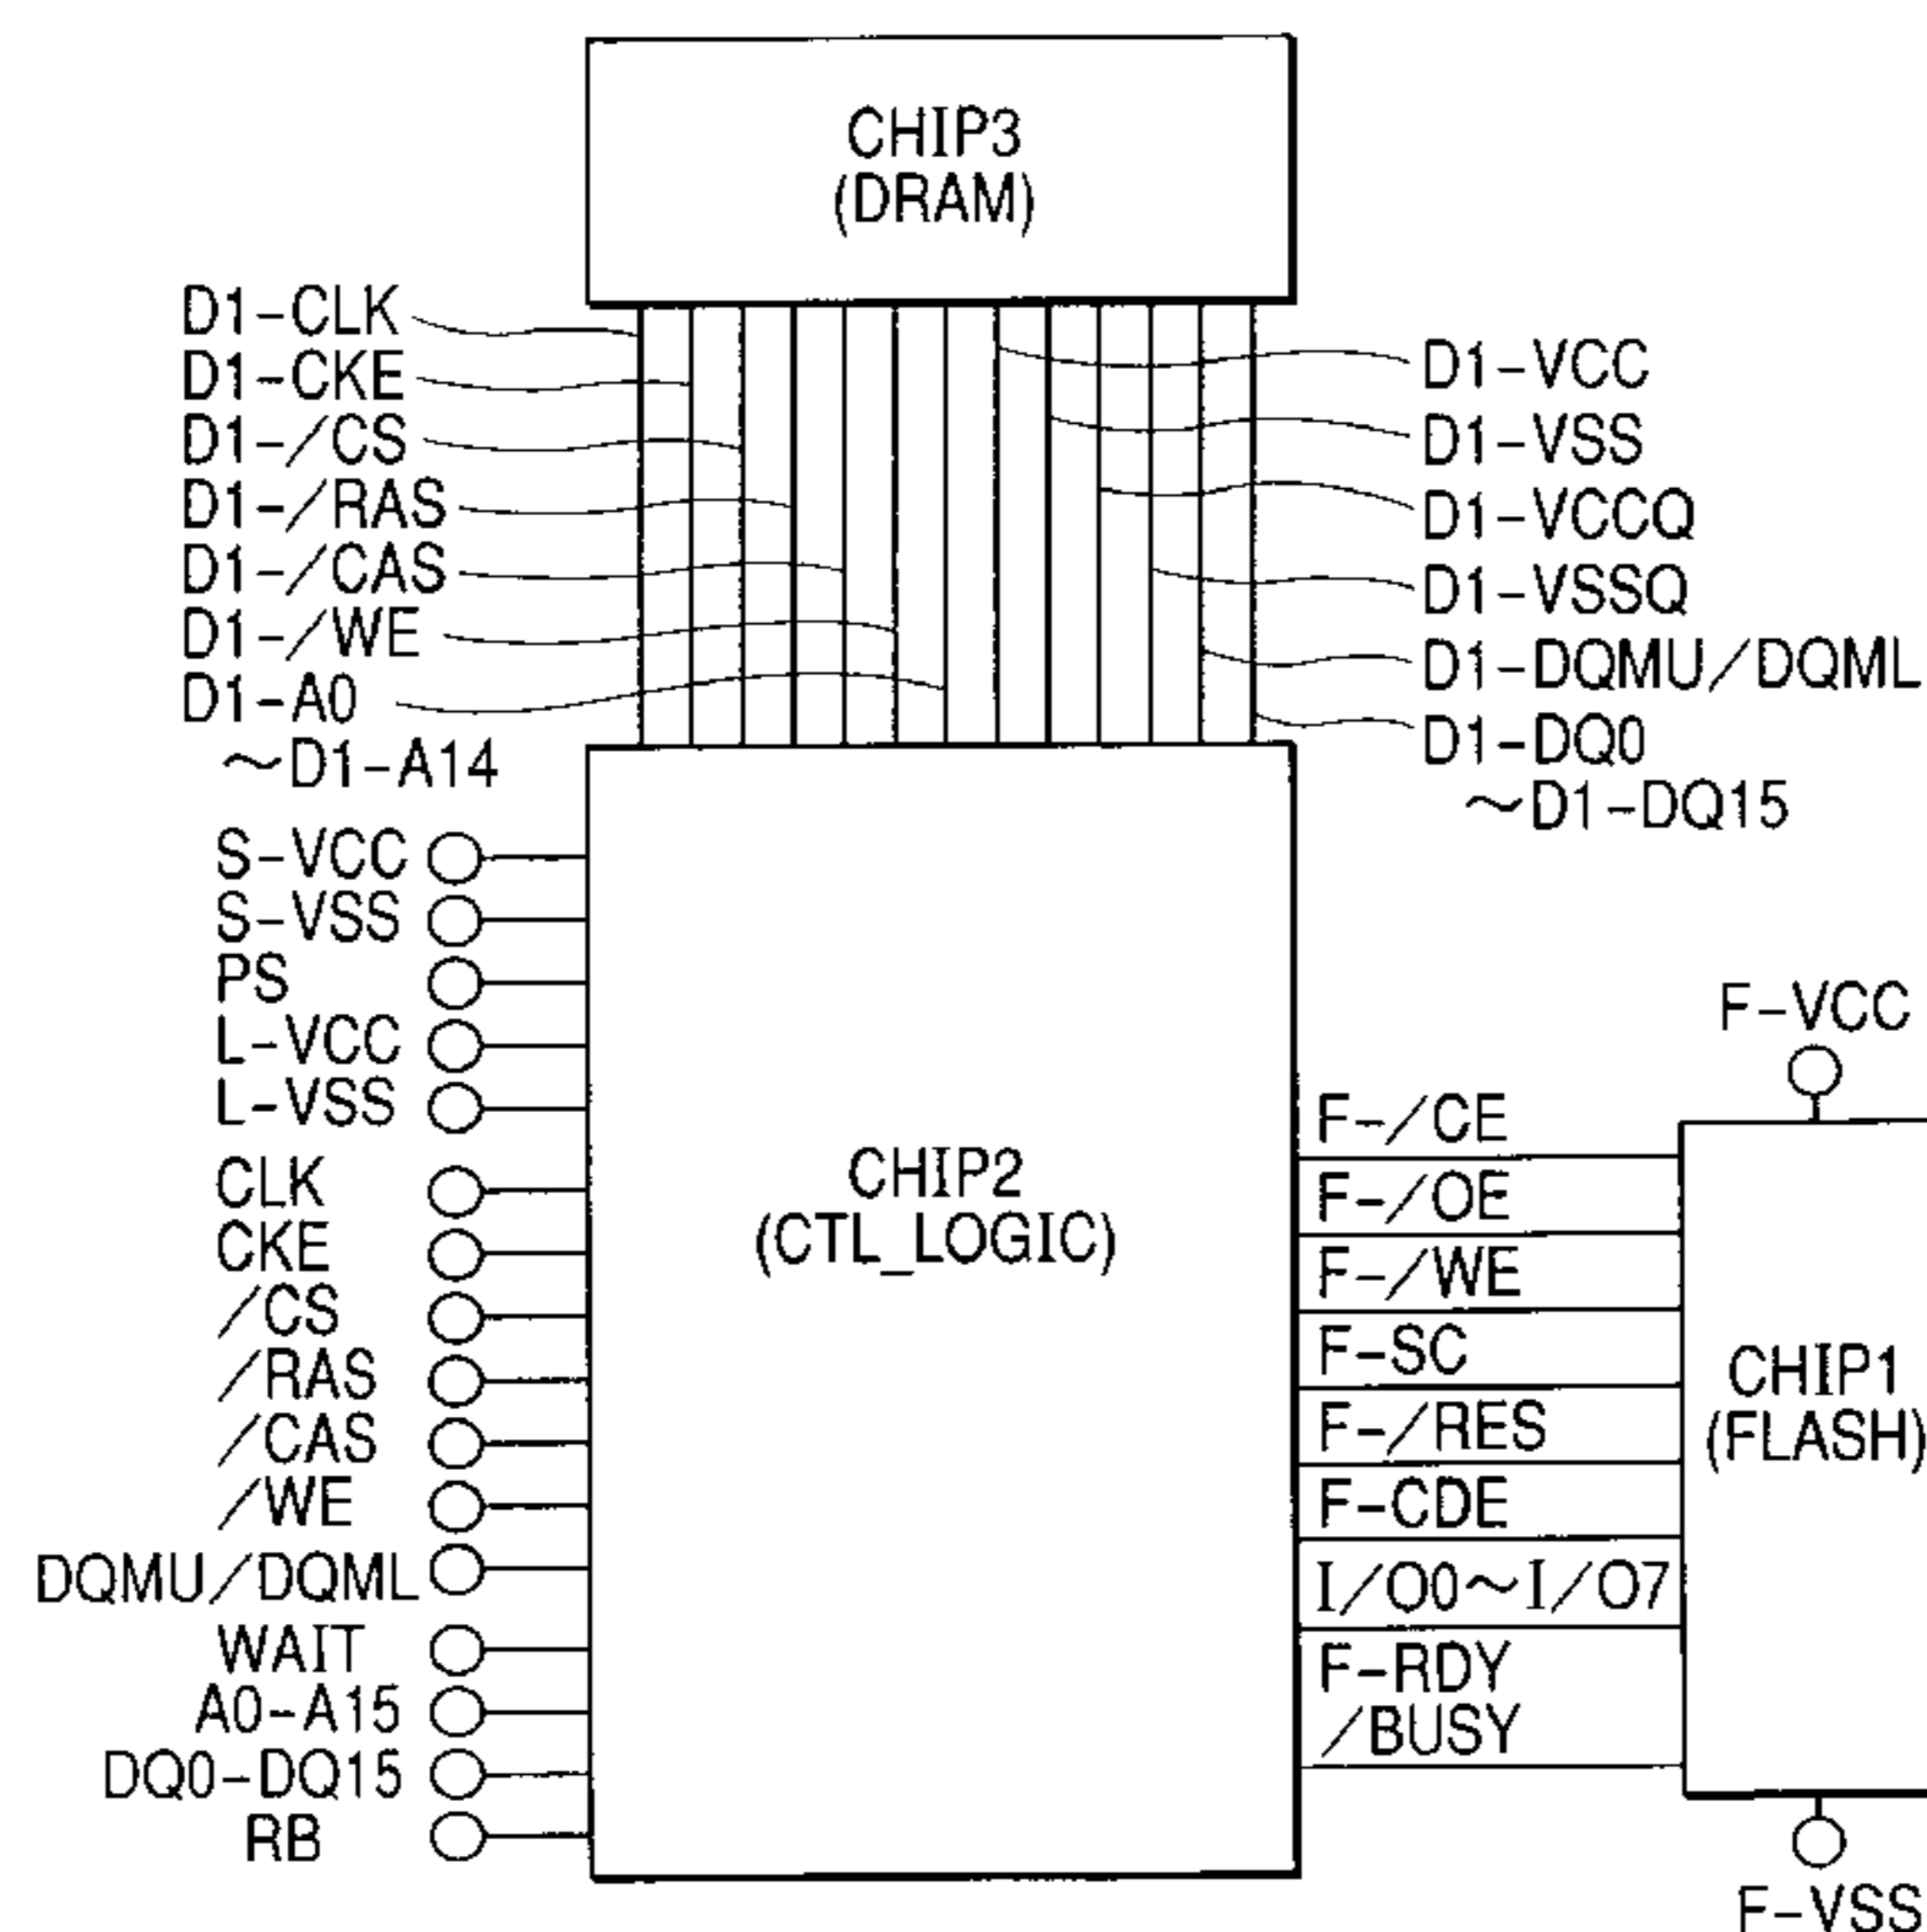 CHIP3
(DRAM)
D1-CLK
D1-CKE
D1-/CS
D1-/RAS
D1-/CAS
D1-/WE
D1-A0
~D1-A14
D1-VCC
D1-VSS
D1-VCCQ
D1-VSSQ
D1-DQMU/DQML
D1-DQ0
~D1-DQ15
S-VCC
S-VSS
PS
L-VCC
L-VSS
CLK
CKE
/CS
/RAS
/CAS
/WE
DQMU/DQML
WAIT
A0-A15
DQ0-DQ15
RB
CHIP2
(CTL_LOGIC)
F-/CE
F-/OE
F-/WE
F-SC
F-/RES
F-CDE
I/O0~I/O7
F-RDY
/BUSY
F-VCC
CHIP1
(FLASH)
F-VSS